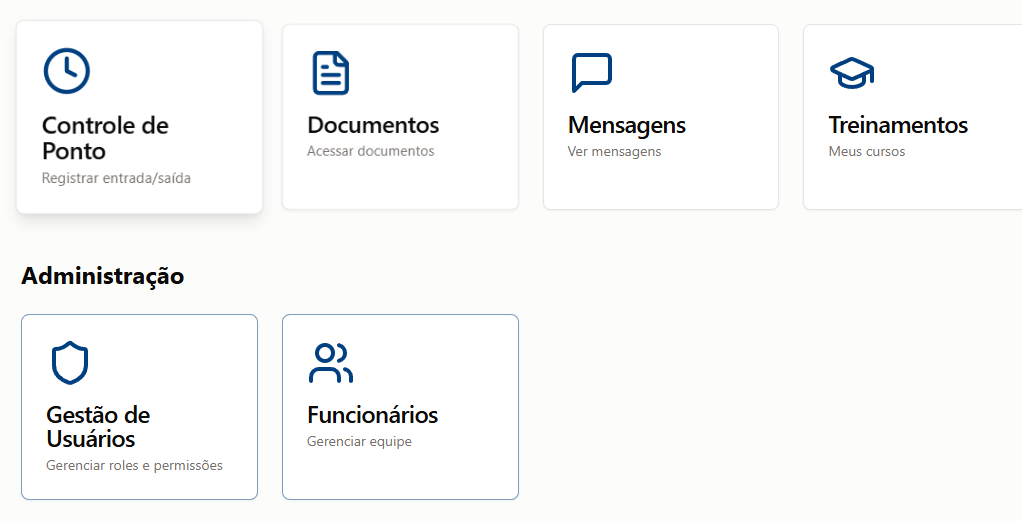 Controle de
Ponto
Registrar entrada/saída
Documentos
Acessar documentos
Mensagens
Ver mensagens
Treinamentos
Meus cursos
Administração
Gestão de
Usuários
Gerenciar roles e permissões
Funcionários
Gerenciar equipe